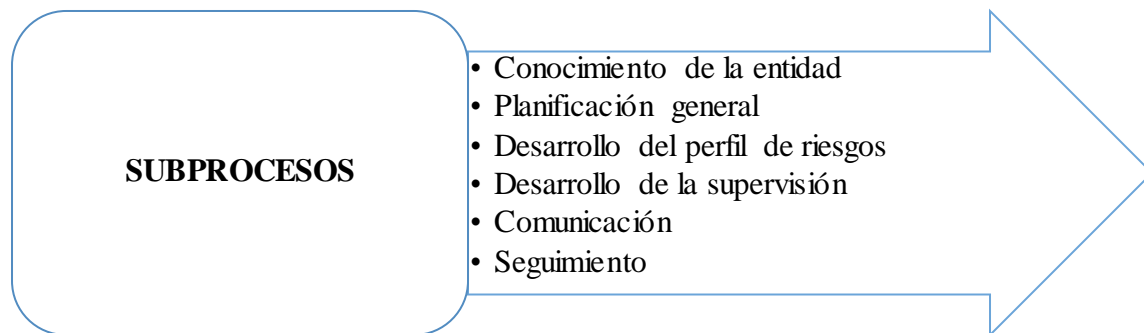 SUBPROCESOS
• Conocimiento de la entidad
• Planificación general
• Desarrollo del perfil de riesgos
• Desarrollo de la supervisión
• Comunicación
• Seguimiento